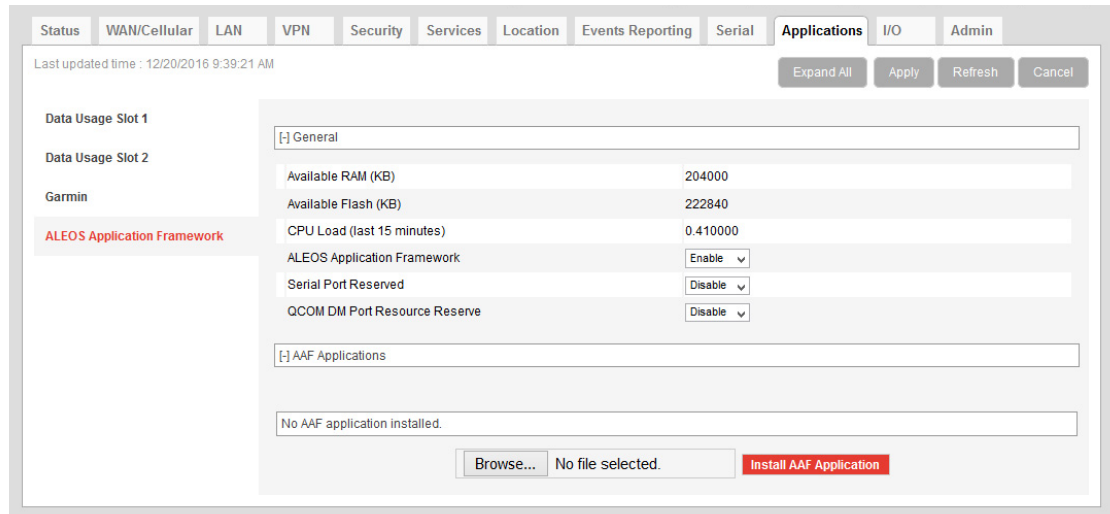 Status WAN/Cellular LAN VPN Security Services Location Events Reporting Serial Applications I/O Admin
Last updated time : 12/20/2016 9:39:21 AM
Expand All Apply Refresh Cancel
Data Usage Slot 1
Data Usage Slot 2
Garmin
ALEOS Application Framework
[-] General
Available RAM (KB) 204000
Available Flash (KB) 222840
CPU Load (last 15 minutes) 0.410000
ALEOS Application Framework Enable
Serial Port Reserved Disable
QCOM DM Port Resource Reserve Disable
[-] AAF Applications
No AAF application installed.
Browse... No file selected. Install AAF Application